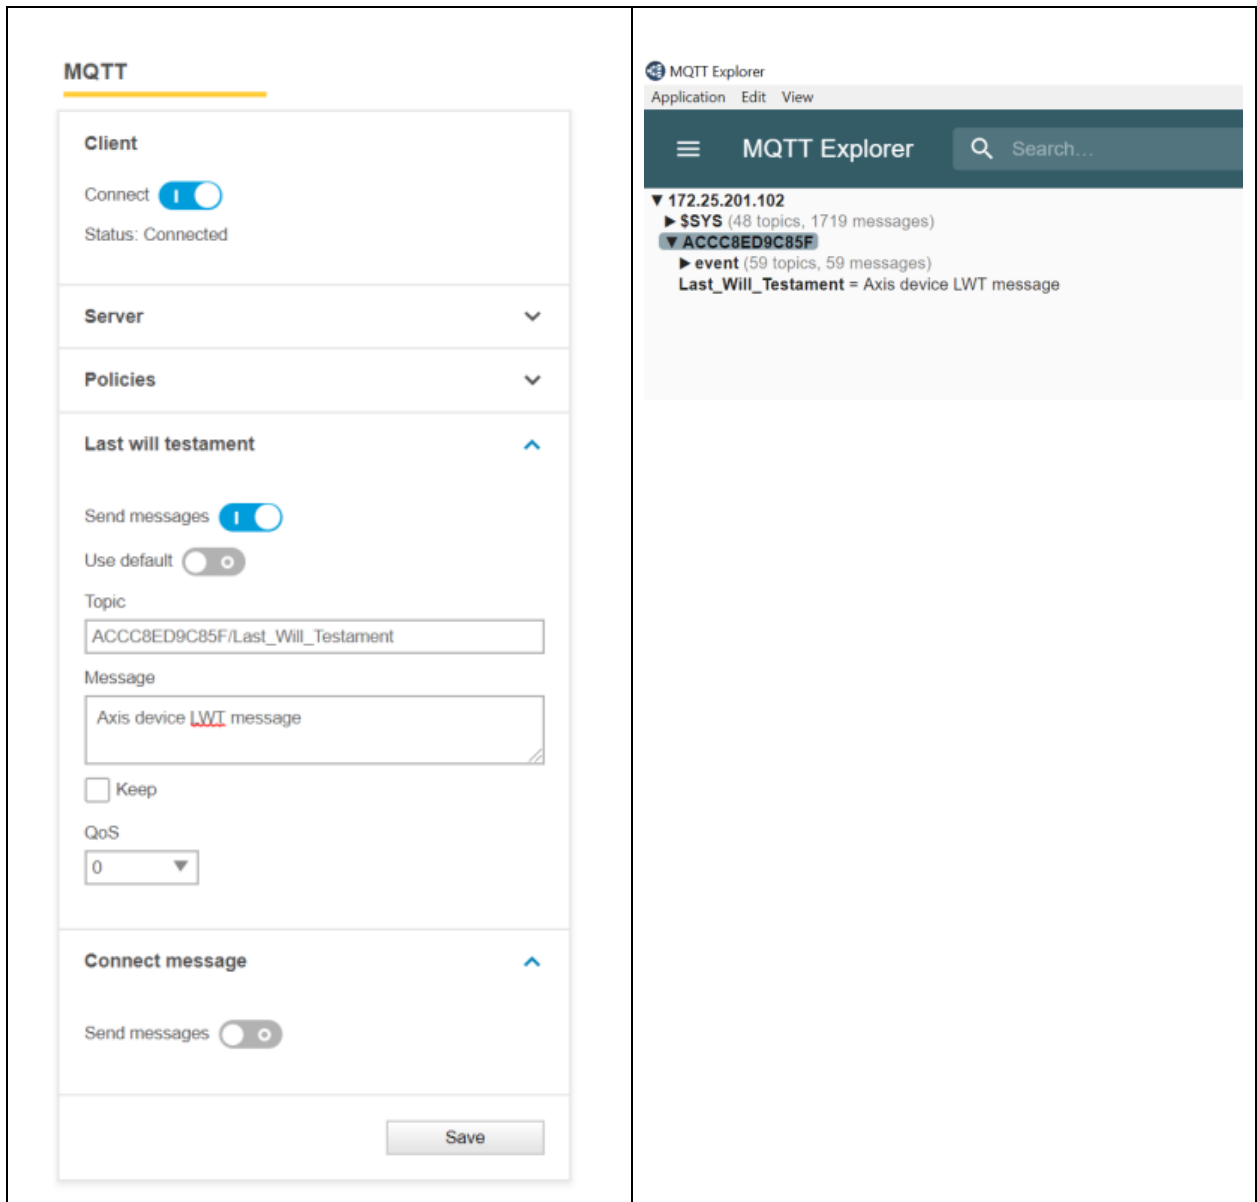 MQTT
Client
Connect
Status: Connected
Server
Policies
Last will testament
Send messages
Use default
Topic
ACCC8ED9C85F/Last_Will_Testament
Message
Axis device LWT message
Keep
QoS
0
Connect message
Send messages
Save
MQTT Explorer
Application Edit View
MQTT Explorer
Search...
172.25.201.102
$SYS (48 topics, 1719 messages)
ACCC8ED9C85F
event (59 topics, 59 messages)
Last_Will_Testament = Axis device LWT message